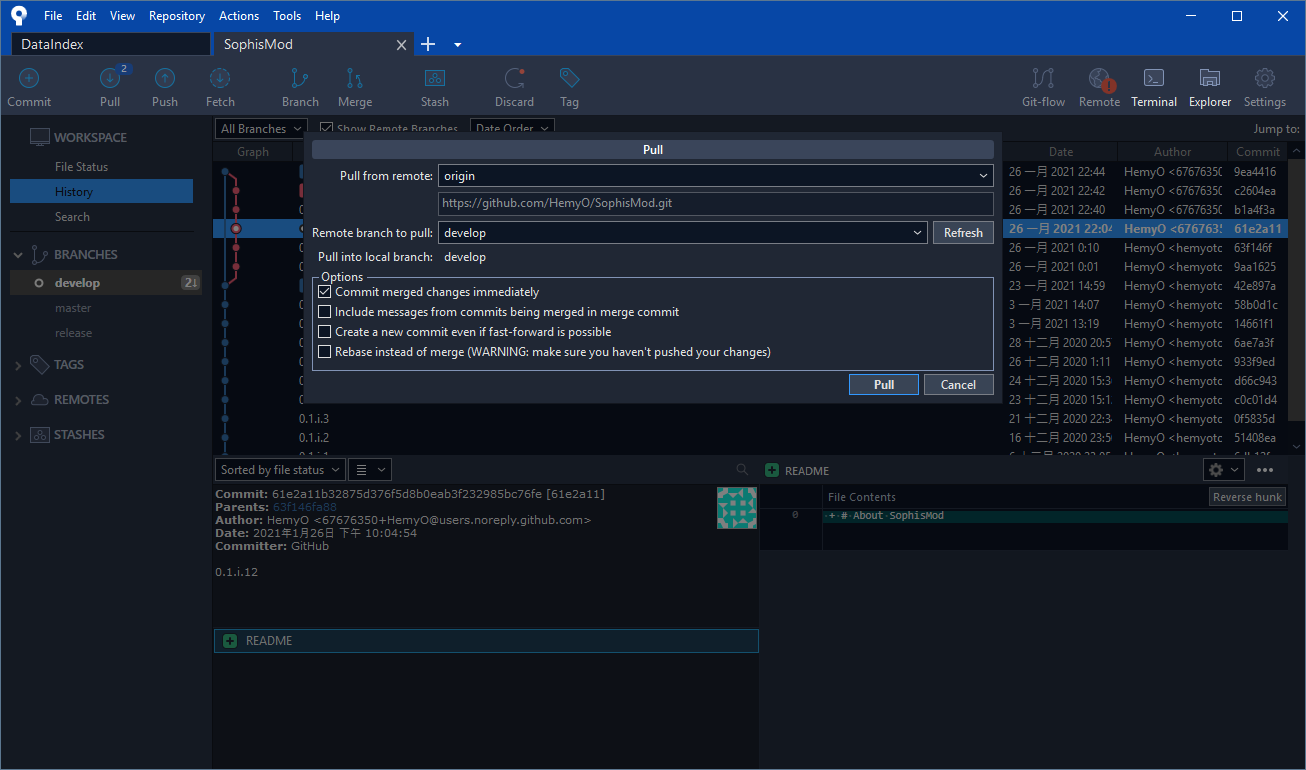 File Edit View Repository Actions Tools Help
DataIndex SophisMod
2
Commit Pull Push Fetch Branch Merge Stash Discard Tag Git-flow Remote Terminal Explorer Settings
WORKSPACE
File Status
History
Search
BRANCHES
develop 2↓
master
release
TAGS
REMOTES
STASHES
All Branches Show Remote Branches Date Order Jump to:
Graph Date Author Commit
Pull
Pull from remote: origin
https://github.com/HemyO/SophisMod.git
Remote branch to pull: develop Refresh
Pull into local branch: develop
Options
Commit merged changes immediately
Include messages from commits being merged in merge commit
Create a new commit even if fast-forward is possible
Rebase instead of merge (WARNING: make sure you haven't pushed your changes)
Pull Cancel
26 一月 2021 22:44 HemyO <67676350 9ea4416
26 一月 2021 22:42 HemyO <67676350 c2604ea
26 一月 2021 22:40 HemyO <67676350 b1a4f3a
26 一月 2021 22:04 HemyO <6767635 61e2a11
26 一月 2021 0:10 HemyO <67676350 63f146f
26 一月 2021 0:01 HemyO <67676350 9aa1625
23 一月 2021 14:59 HemyO <hemyotc 42e897a
3 一月 2021 14:07 HemyO <hemyotc 58b0d1c
3 一月 2021 13:19 HemyO <hemyotc 14661f1
28 十二月 2020 20:5 HemyO <hemyotc 6ae7a3f
26 十二月 2020 1:11 HemyO <hemyotc 933f9ed
24 十二月 2020 15:3 HemyO <hemyotc d66c943
23 十二月 2020 15:1 HemyO <hemyotc c0c01d4
0.1.i.3 21 十二月 2020 22:3 HemyO <hemyotc 0f5835d
0.1.i.2 16 十二月 2020 23:5 HemyO <hemyotc 51408ea
Sorted by file status
Commit: 61e2a11b32875d376f5d8b0eab3f232985bc76fe [61e2a11]
Parents: 63f146fa88
Author: HemyO <67676350+HemyO@users.noreply.github.com>
Date: 2021年1月26日 下午 10:04:54
Committer: GitHub
0.1.i.12
README
README
File Contents Reverse hunk
0 + # About SophisMod